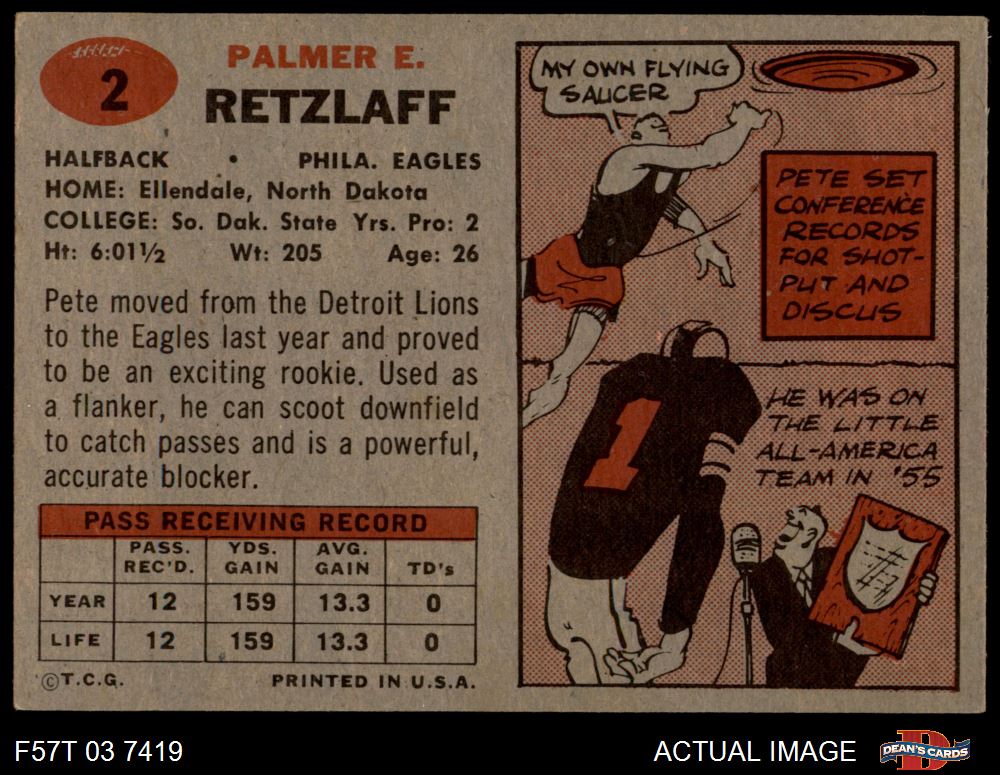 2
PALMER E.
RETZLAFF
HALFBACK • PHILA. EAGLES
HOME: Ellendale, North Dakota
COLLEGE: So. Dak. State Yrs. Pro: 2
Ht: 6:01½ Wt: 205 Age: 26
Pete moved from the Detroit Lions
to the Eagles last year and proved
to be an exciting rookie. Used as
a flanker, he can scoot downfield
to catch passes and is a powerful,
accurate blocker.
PASS RECEIVING RECORD
PASS. REC'D. YDS. GAIN AVG. GAIN TD's
YEAR 12 159 13.3 0
LIFE 12 159 13.3 0
©T.C.G. PRINTED IN U.S.A.
MY OWN FLYING
SAUCER
PETE SET
CONFERENCE
RECORDS
FOR SHOT-
PUT AND
DISCUS
HE WAS ON
THE LITTLE
ALL-AMERICA
TEAM IN '55
1
F57T 03 7419 ACTUAL IMAGE
DEAN'S CARDS